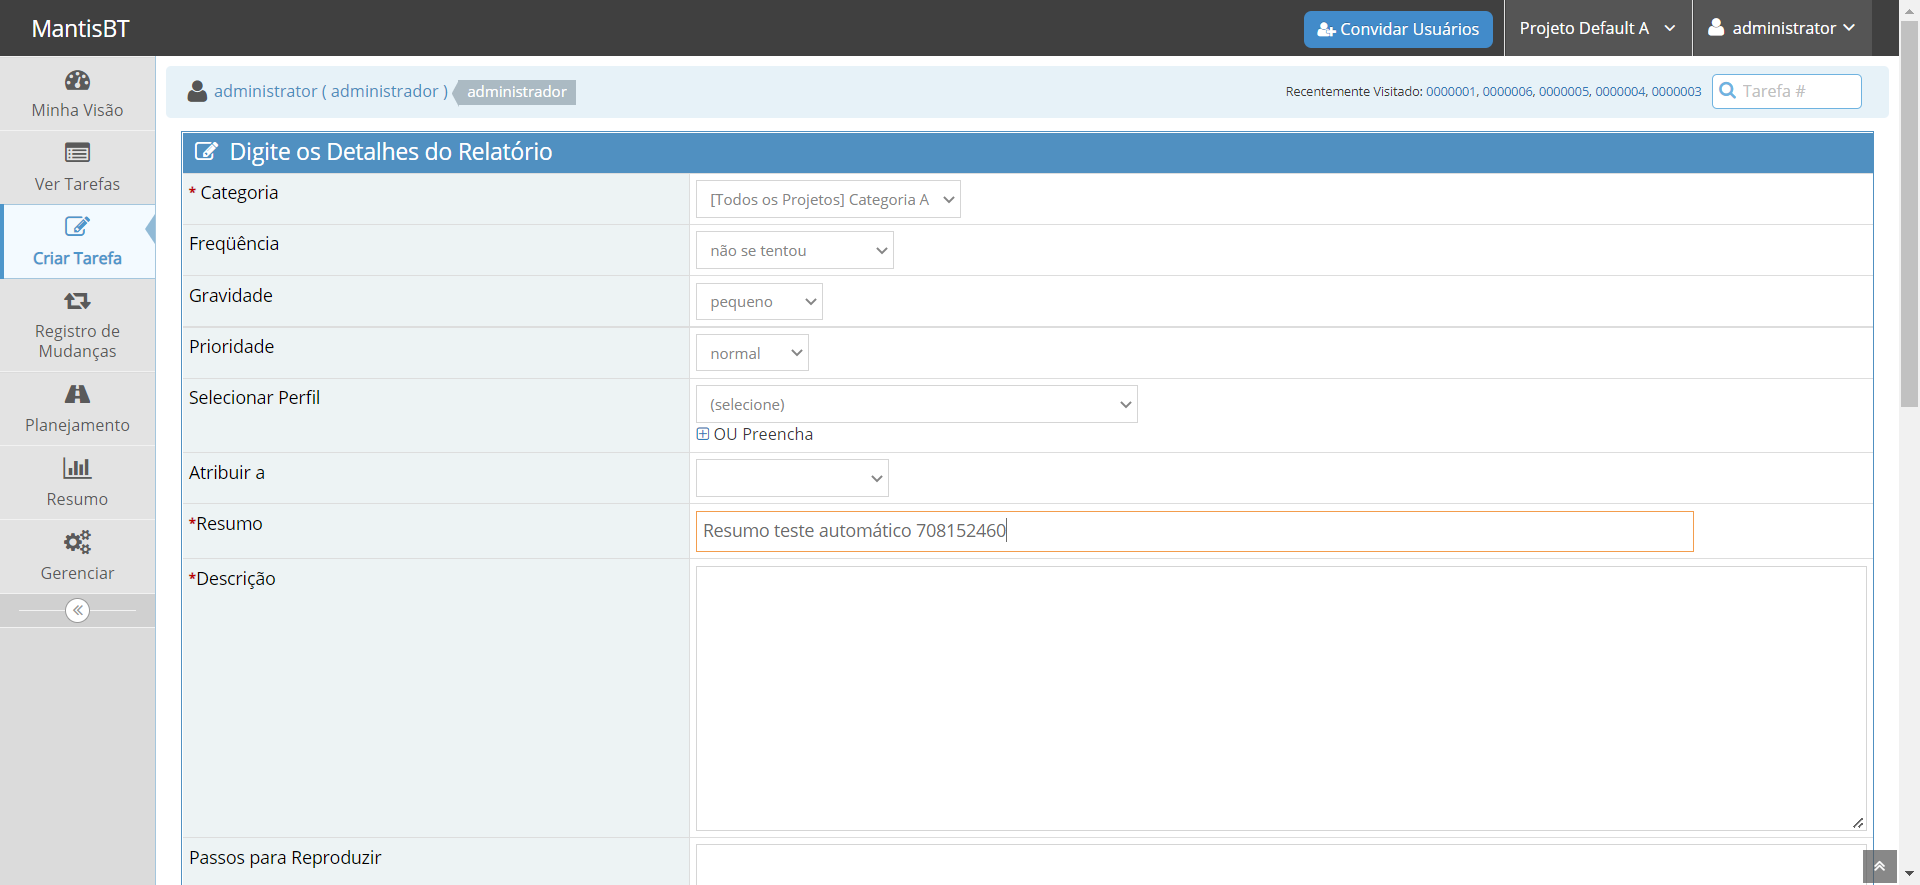 MantisBT
Convidar Usuários
Projeto Default A
administrator
Minha Visão
Ver Tarefas
Criar Tarefa
Registro de
Mudanças
Planejamento
Resumo
Gerenciar
administrator ( administrador ) administrador
Recentemente Visitado: 0000001, 0000006, 0000005, 0000004, 0000003
Tarefa #
Digite os Detalhes do Relatório
* Categoria
[Todos os Projetos] Categoria A
Freqüência
não se tentou
Gravidade
pequeno
Prioridade
normal
Selecionar Perfil
(selecione)
OU Preencha
Atribuir a
*Resumo
Resumo teste automático 708152460
*Descrição
Passos para Reproduzir